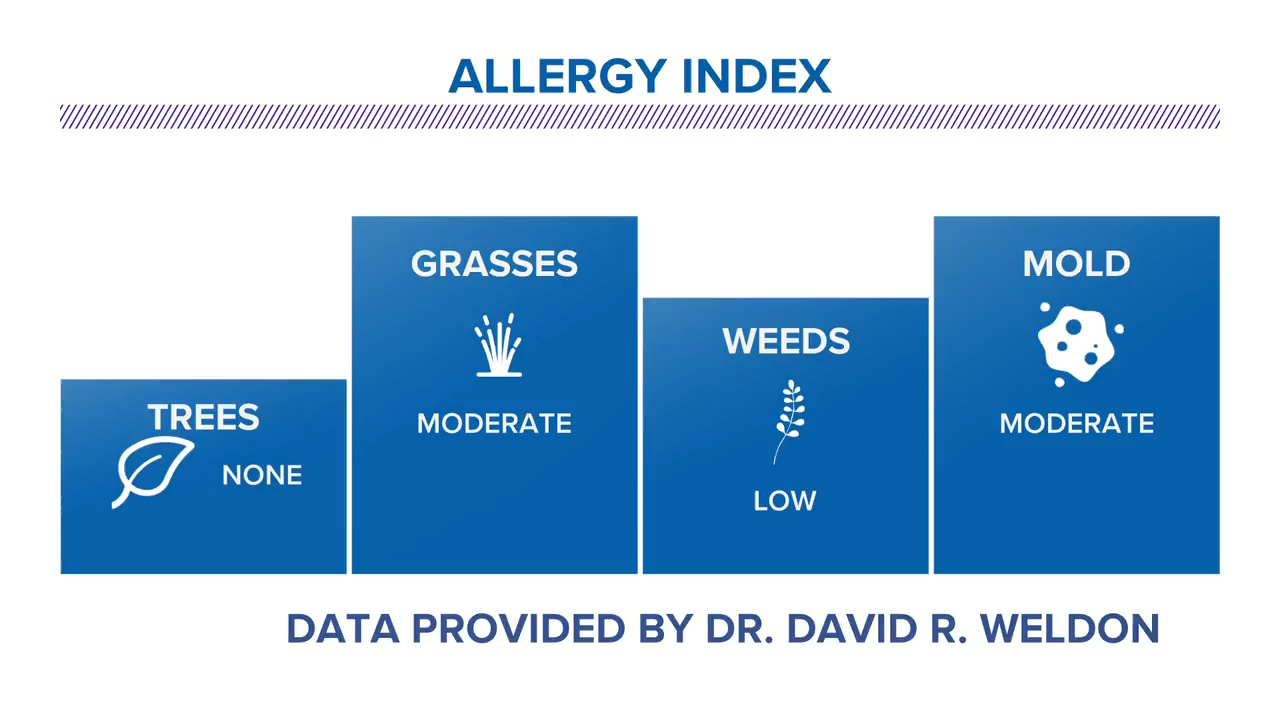 ALLERGY INDEX
TREES
NONE
GRASSES
MODERATE
WEEDS
LOW
MOLD
MODERATE
DATA PROVIDED BY DR. DAVID R. WELDON